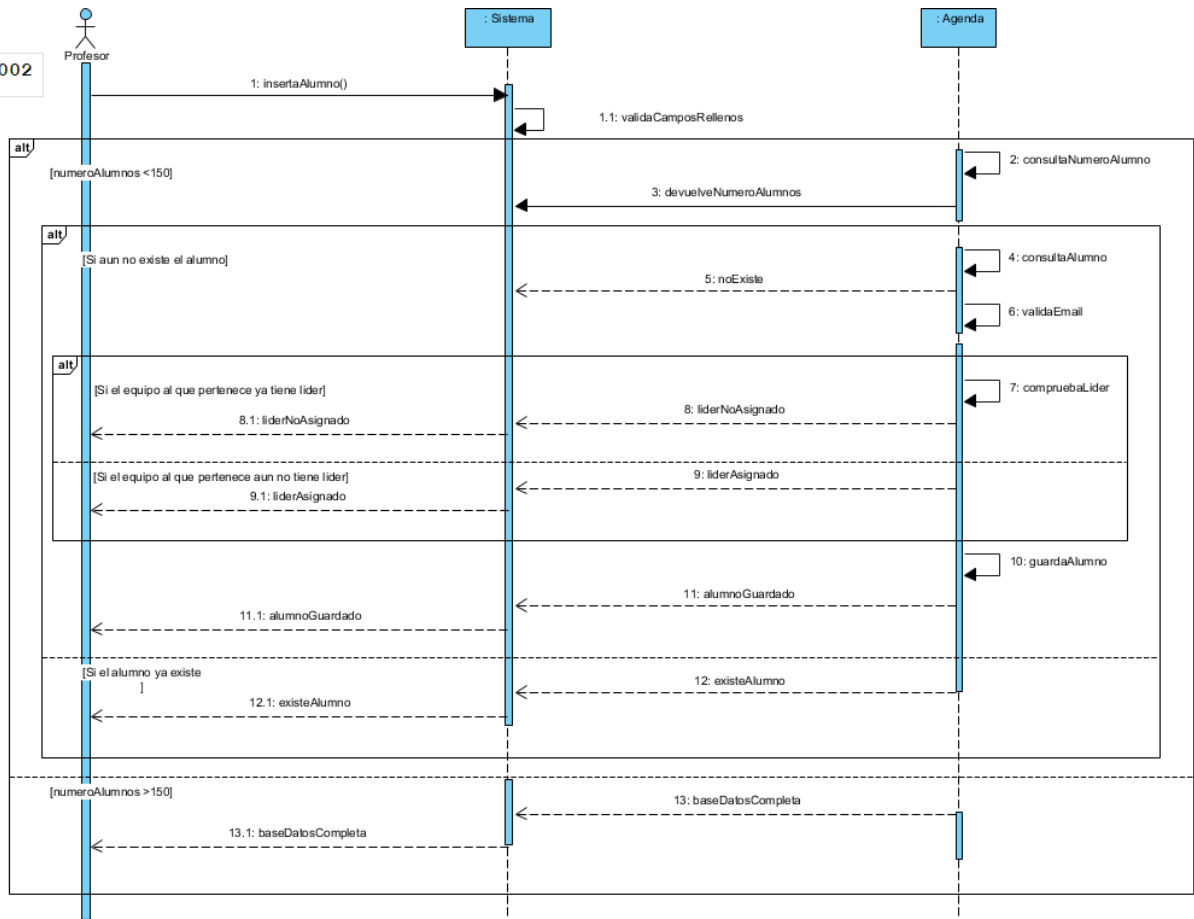 : Sistema
: Agenda
Profesor
002
1: insertaAlumno()
1.1: validaCamposRellenos
alt
[numeroAlumnos <150]
2: consultaNumeroAlumno
3: devuelveNumeroAlumnos
alt
[Si aun no existe el alumno]
4: consultaAlumno
5: noExiste
6: validaEmail
alt
[Si el equipo al que pertenece ya tiene lider]
7: compruebaLider
8: liderNoAsignado
8.1: liderNoAsignado
[Si el equipo al que pertenece aun no tiene lider]
9: liderAsignado
9.1: liderAsignado
10: guardaAlumno
11: alumnoGuardado
11.1: alumnoGuardado
[Si el alumno ya existe
]
12: existeAlumno
12.1: existeAlumno
[numeroAlumnos >150]
13: baseDatosCompleta
13.1: baseDatosCompleta